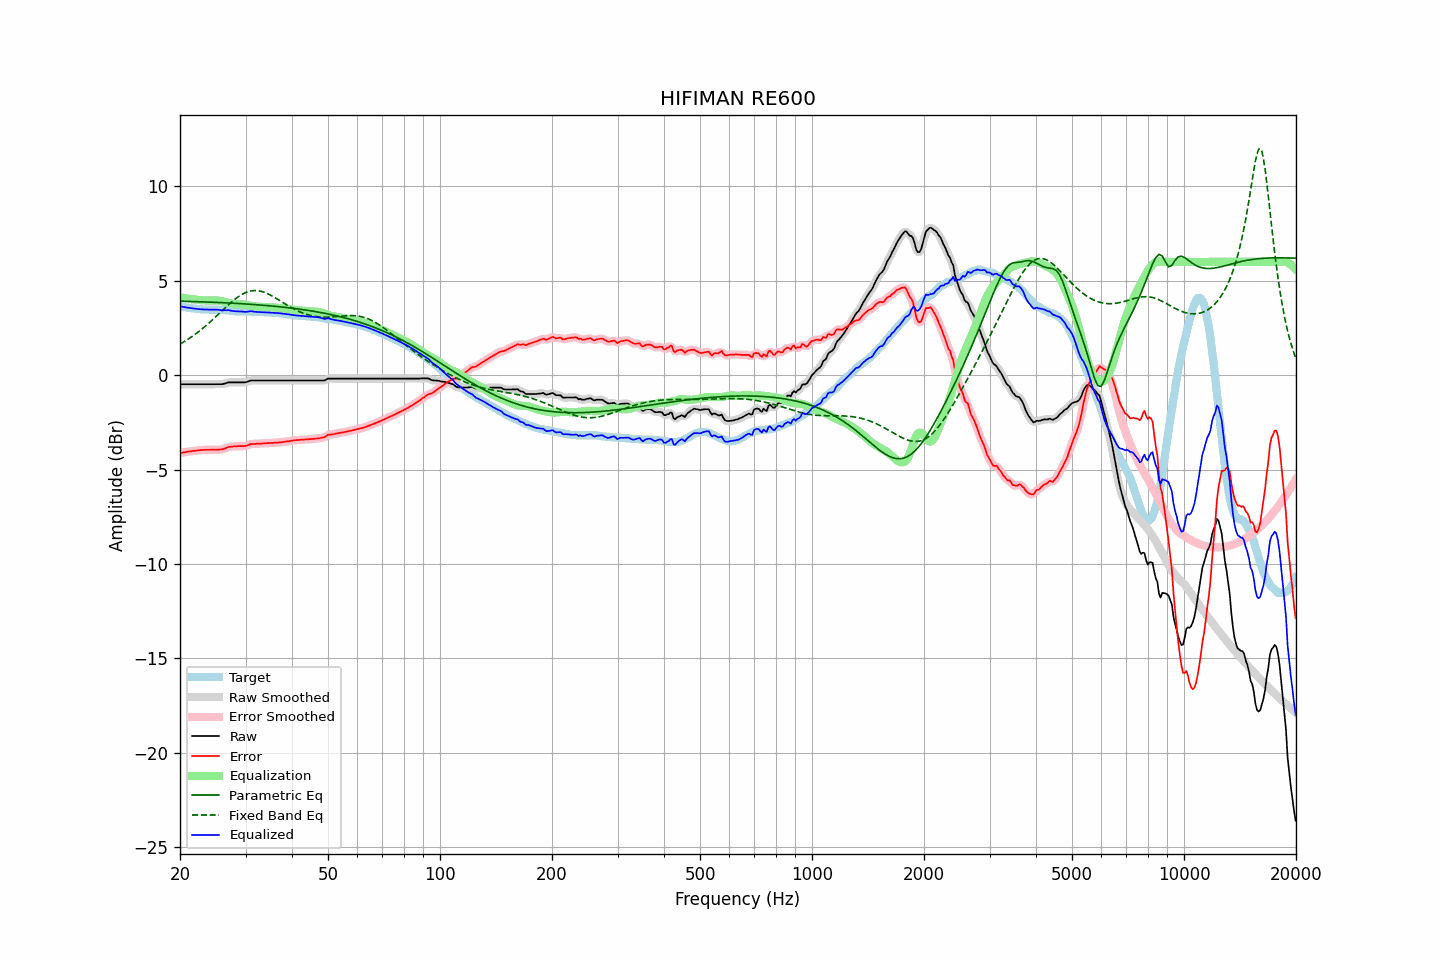 HIFIMAN RE600
Amplitude (dBr)
10
5
0
−5
−10
−15
−20
−25
Target
Raw Smoothed
Error Smoothed
Raw
Error
Equalization
Parametric Eq
Fixed Band Eq
Equalized
20 50 100 200 500 1000 2000 5000 10000 20000
Frequency (Hz)